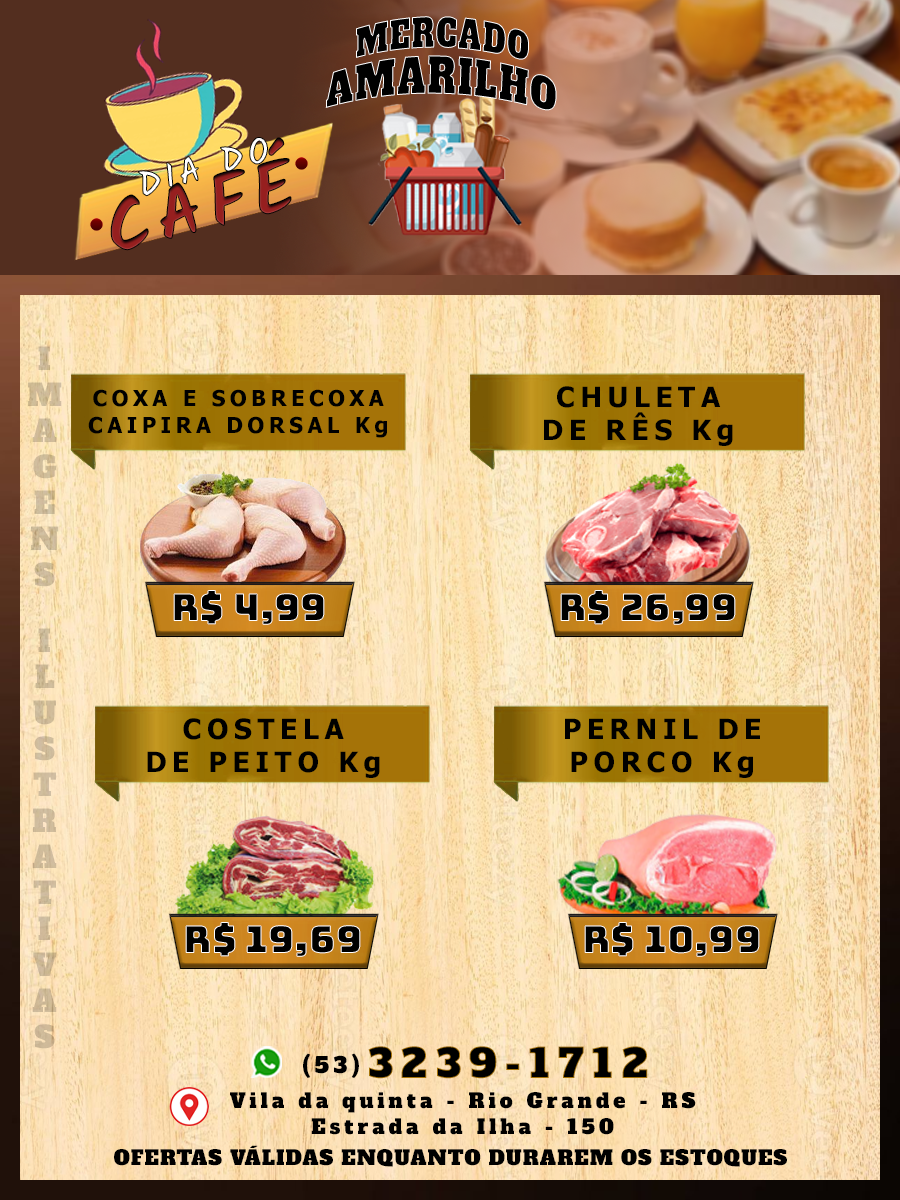 MERCADO
AMARILHO
DIA DO
CAFÉ
IMAGENS ILUSTRATIVAS
COXA E SOBRECOXA
CAIPIRA DORSAL Kg
R$ 4,99
CHULETA
DE RÊS Kg
R$ 26,99
COSTELA
DE PEITO Kg
R$ 19,69
PERNIL DE
PORCO Kg
R$ 10,99
(53) 3239-1712
Vila da quinta - Rio Grande - RS
Estrada da Ilha - 150
OFERTAS VÁLIDAS ENQUANTO DURAREM OS ESTOQUES